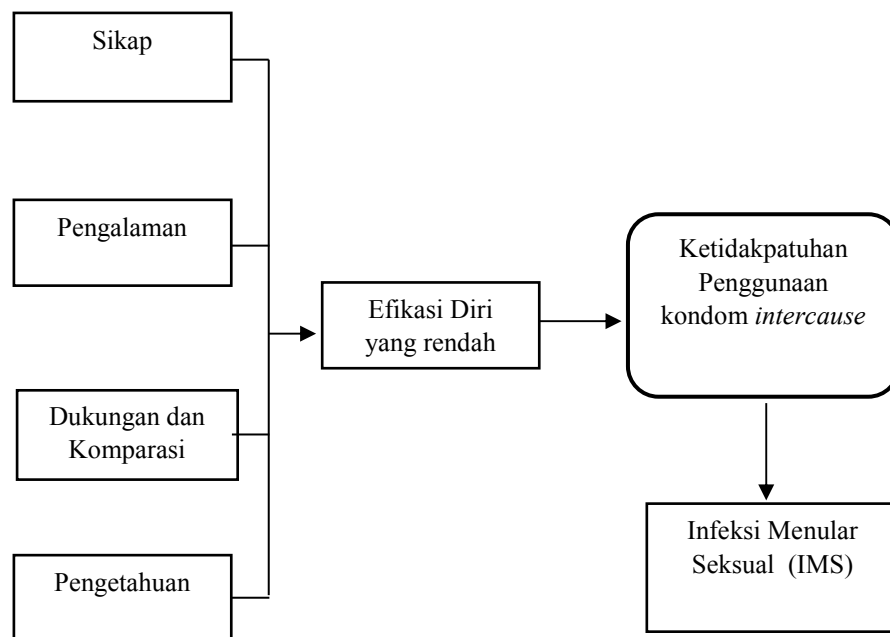 Sikap
Pengalaman
Dukungan dan
Komparasi
Pengetahuan
Efikasi Diri
yang rendah
Ketidakpatuhan
Penggunaan
kondom intercause
Infeksi Menular
Seksual (IMS)